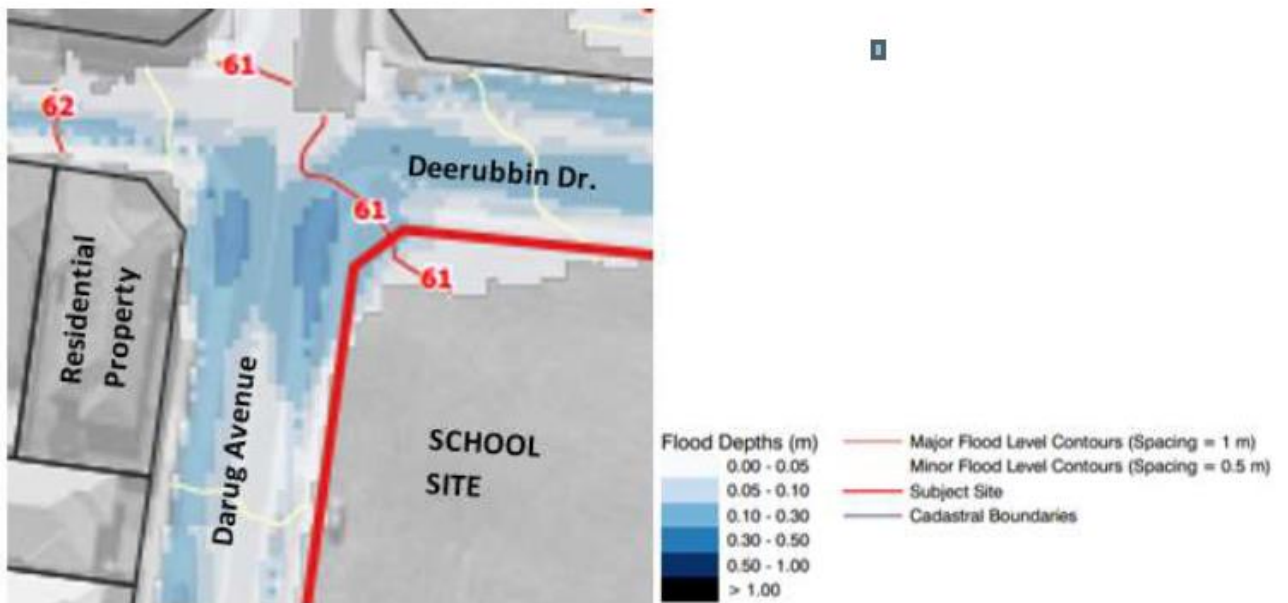 61
62
Deerubbin Dr.
61
61
Residential
Property
Darug Avenue
SCHOOL
SITE
Flood Depths (m)
0.00 - 0.05
0.05 - 0.10
0.10 - 0.30
0.30 - 0.50
0.50 - 1.00
> 1.00
Major Flood Level Contours (Spacing = 1 m)
Minor Flood Level Contours (Spacing = 0.5 m)
Subject Site
Cadastral Boundaries